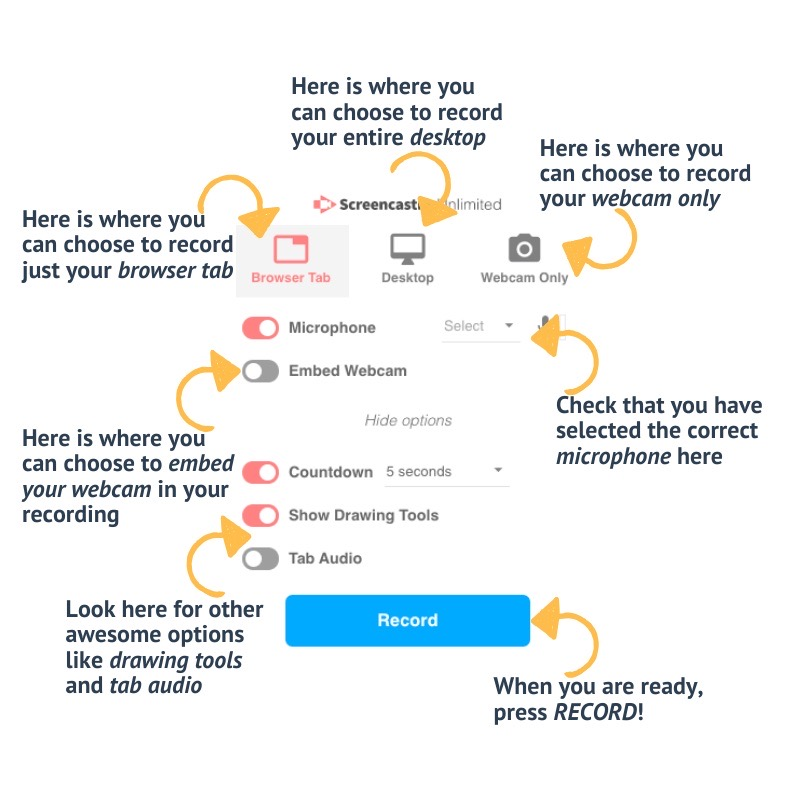 Here is where you
can choose to record
your entire desktop
Here is where you
can choose to record
your webcam only
Here is where you
can choose to record
just your browser tab
Unlimited
Browser Tab
Desktop
Webcam Only
Microphone
Select
Embed Webcam
Hide options
Check that you have
selected the correct
microphone here
Here is where you
can choose to embed
your webcam in your
recording
Countdown
5 seconds
Show Drawing Tools
Tab Audio
Look here for other
awesome options
like drawing tools
and tab audio
Record
When you are ready,
press RECORD!